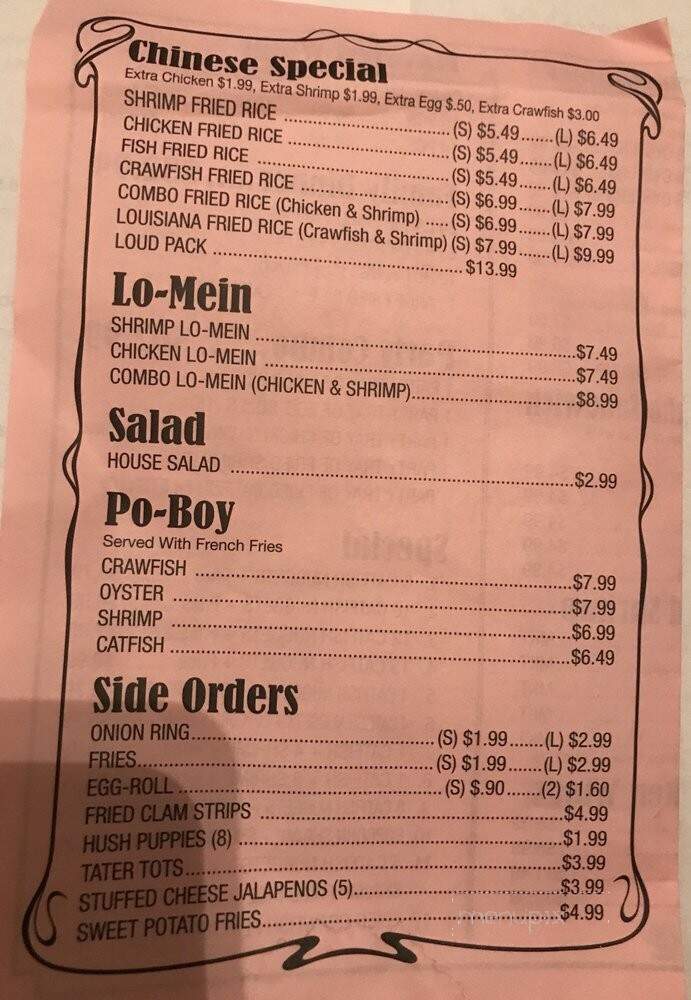 Chinese Special
Extra Chicken $1.99, Extra Shrimp $1.99, Extra Egg $.50, Extra Crawfish $3.00
SHRIMP FRIED RICE ........ (S) $5.49.......(L) $6.49
CHICKEN FRIED RICE ........ (S) $5.49.......(L) $6.49
FISH FRIED RICE ........ (S) $5.49.......(L) $6.49
CRAWFISH FRIED RICE ........ (S) $6.99.......(L) $7.99
COMBO FRIED RICE (Chicken & Shrimp) ..... (S) $6.99.......(L) $7.99
LOUISIANA FRIED RICE (Crawfish & Shrimp) (S) $7.99.......(L) $9.99
LOUD PACK ........ $13.99
Lo-Mein
SHRIMP LO-MEIN ........ $7.49
CHICKEN LO-MEIN ........ $7.49
COMBO LO-MEIN (CHICKEN & SHRIMP)........ $8.99
Salad
HOUSE SALAD ........ $2.99
Po-Boy
Served With French Fries
CRAWFISH ........ $7.99
OYSTER ........ $7.99
SHRIMP ........ $6.99
CATFISH ........ $6.49
Side Orders
ONION RING........ (S) $1.99.......(L) $2.99
FRIES........ (S) $1.99.......(L) $2.99
EGG-ROLL ........ (S) $.90.......(2) $1.60
FRIED CLAM STRIPS ........ $4.99
HUSH PUPPIES (8) ........ $1.99
TATER TOTS........ $3.99
STUFFED CHEESE JALAPENOS (5)........ $3.99
SWEET POTATO FRIES........ $4.99